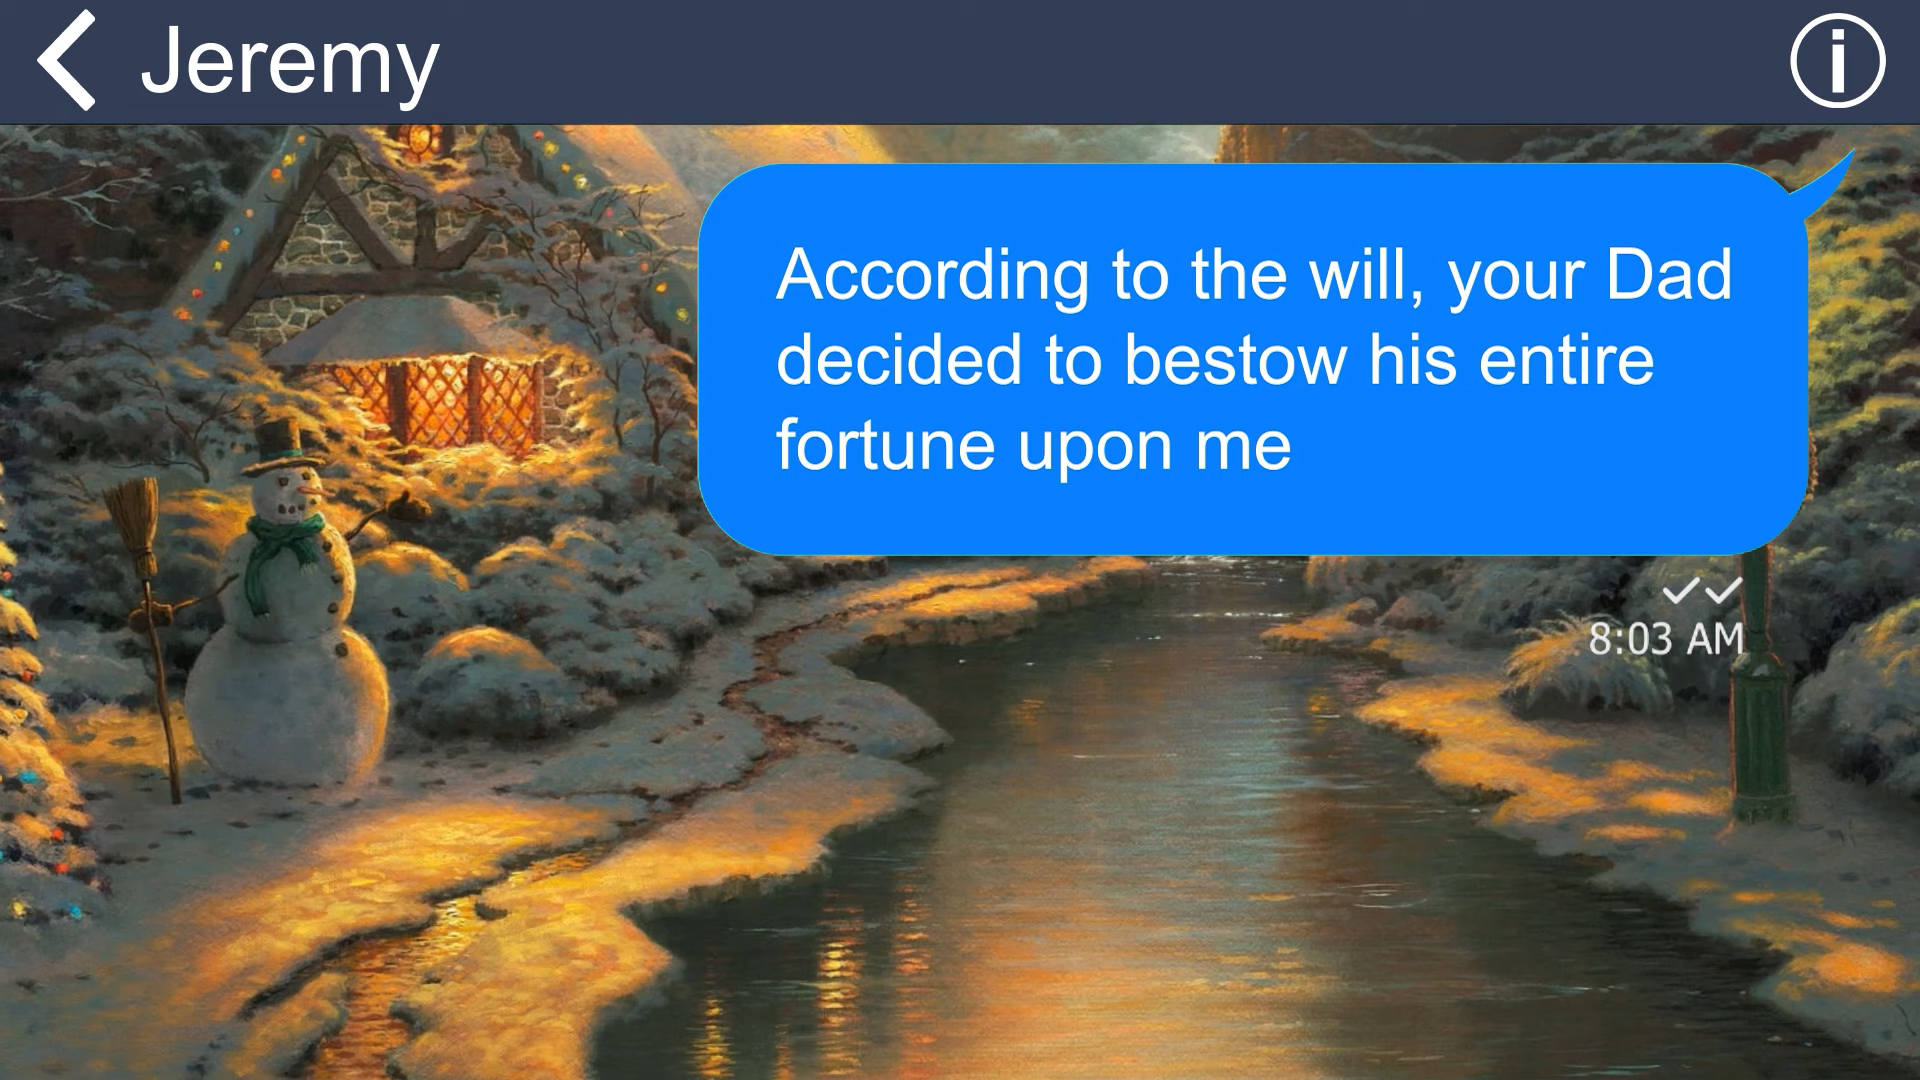 Jeremy
According to the will, your Dad
decided to bestow his entire
fortune upon me
8:03 AM